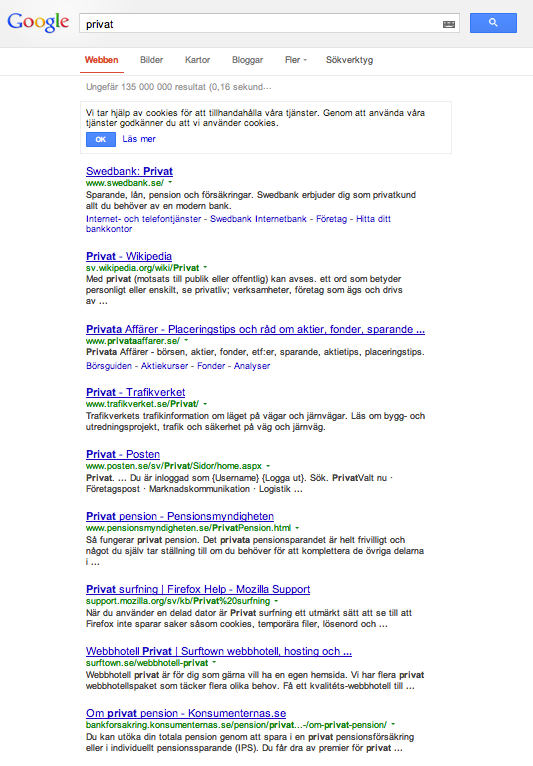 Google privat
Webben Bilder Kartor Bloggar Fler Sökverktyg
Ungefär 135 000 000 resultat (0,16 sekund...
Vi tar hjälp av cookies för att tillhandahålla våra tjänster. Genom att använda våra
tjänster godkänner du att vi använder cookies.
OK Läs mer
Swedbank: Privat
www.swedbank.se/
Sparande, lån, pension och försäkringar. Swedbank erbjuder dig som privatkund
allt du behöver av en modern bank.
Internet- och telefontjänster - Swedbank Internetbank - Företag - Hitta ditt
bankkontor
Privat - Wikipedia
sv.wikipedia.org/wiki/Privat
Med privat (motsats till publik eller offentlig) kan avses. ett ord som betyder
personligt eller enskilt, se privatliv; verksamheter, företag som ägs och drivs
av ...
Privata Affärer - Placeringstips och råd om aktier, fonder, sparande ...
www.privataaffarer.se/
Privata Affärer - börsen, aktier, fonder, etf:er, sparande, aktietips, placeringstips.
Börsguiden - Aktiekurser - Fonder - Analyser
Privat - Trafikverket
www.trafikverket.se/Privat/
Trafikverkets trafikinformation om läget på vägar och järnvägar. Läs om bygg- och
utredningsprojekt, trafik och säkerhet på väg och järnväg.
Privat - Posten
www.posten.se/sv/Privat/Sidor/home.aspx
Privat. ... Du är inloggad som {Username} {Logga ut}. Sök. PrivatValt nu ·
Företagspost · Marknadskommunikation · Logistik ...
Privat pension - Pensionsmyndigheten
www.pensionsmyndigheten.se/PrivatPension.html
Så fungerar privat pension. Det privata pensionsparandet är helt frivilligt och
något du själv tar ställning till om du behöver för att komplettera de övriga delarna
i ...
Privat surfning | Firefox Help - Mozilla Support
support.mozilla.org/sv/kb/Privat%20surfning
När du använder en delad dator är Privat surfning ett utmärkt sätt att se till att
Firefox inte sparar saker såsom cookies, temporära filer, lösenord och ...
Webbhotell Privat | Surftown webbhotell, hosting och ...
surftown.se/webbhotell-privat
Webbhotell privat är för dig som gärna vill ha en egen hemsida. Vi har flera privat
webbhotellspaket som täcker flera olika behov. Få ett kvalitéts-webbhotell till ...
Om privat pension - Konsumenternas.se
bankforsakring.konsumenternas.se/pension/privat...-/om-privat-pension/
Du kan utöka din totala pension genom att spara i en privat pensionsförsäkring
eller i individuellt pensionssparande (IPS). Du får dra av premier för privat ...